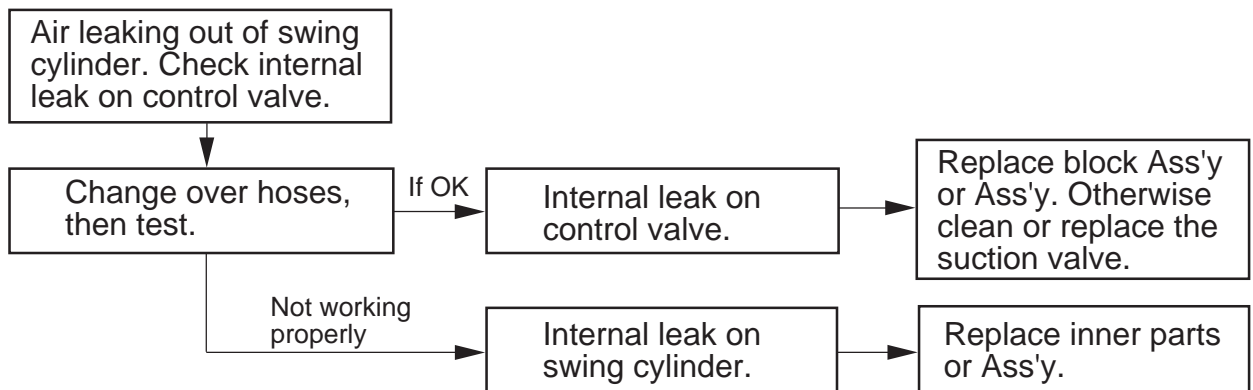 Air leaking out of swing
cylinder. Check internal
leak on control valve.
Change over hoses,
then test.
If OK
Internal leak on
control valve.
Replace block Ass'y
or Ass'y. Otherwise
clean or replace the
suction valve.
Not working
properly
Internal leak on
swing cylinder.
Replace inner parts
or Ass'y.